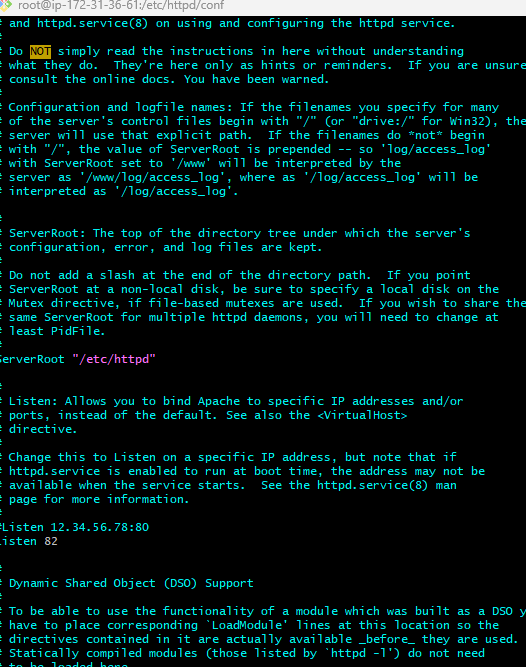 root@ip-172-31-36-61:/etc/httpd/conf
# and httpd.service(8) on using and configuring the httpd service.
#
# Do NOT simply read the instructions in here without understanding
# what they do.  They're here only as hints or reminders.  If you are unsure
# consult the online docs. You have been warned.
#
# Configuration and logfile names: If the filenames you specify for many
# of the server's control files begin with "/" (or "drive:/" for Win32), the
# server will use that explicit path.  If the filenames do *not* begin
# with "/", the value of ServerRoot is prepended -- so 'log/access_log'
# with ServerRoot set to '/www' will be interpreted by the
# server as '/www/log/access_log', where as '/log/access_log' will be
# interpreted as '/log/access_log'.

#
# ServerRoot: The top of the directory tree under which the server's
# configuration, error, and log files are kept.
#
# Do not add a slash at the end of the directory path.  If you point
# ServerRoot at a non-local disk, be sure to specify a local disk on the
# Mutex directive, if file-based mutexes are used.  If you wish to share the
# same ServerRoot for multiple httpd daemons, you will need to change at
# least PidFile.
#
ServerRoot "/etc/httpd"

#
# Listen: Allows you to bind Apache to specific IP addresses and/or
# ports, instead of the default. See also the <VirtualHost>
# directive.
#
# Change this to Listen on a specific IP address, but note that if
# httpd.service is enabled to run at boot time, the address may not be
# available when the service starts.  See the httpd.service(8) man
# page for more information.
#
#Listen 12.34.56.78:80
Listen 82

#
# Dynamic Shared Object (DSO) Support
#
# To be able to use the functionality of a module which was built as a DSO y
# have to place corresponding `LoadModule' lines at this location so the
# directives contained in it are actually available _before_ they are used.
# Statically compiled modules (those listed by `httpd -l') do not need
# to be loaded here.